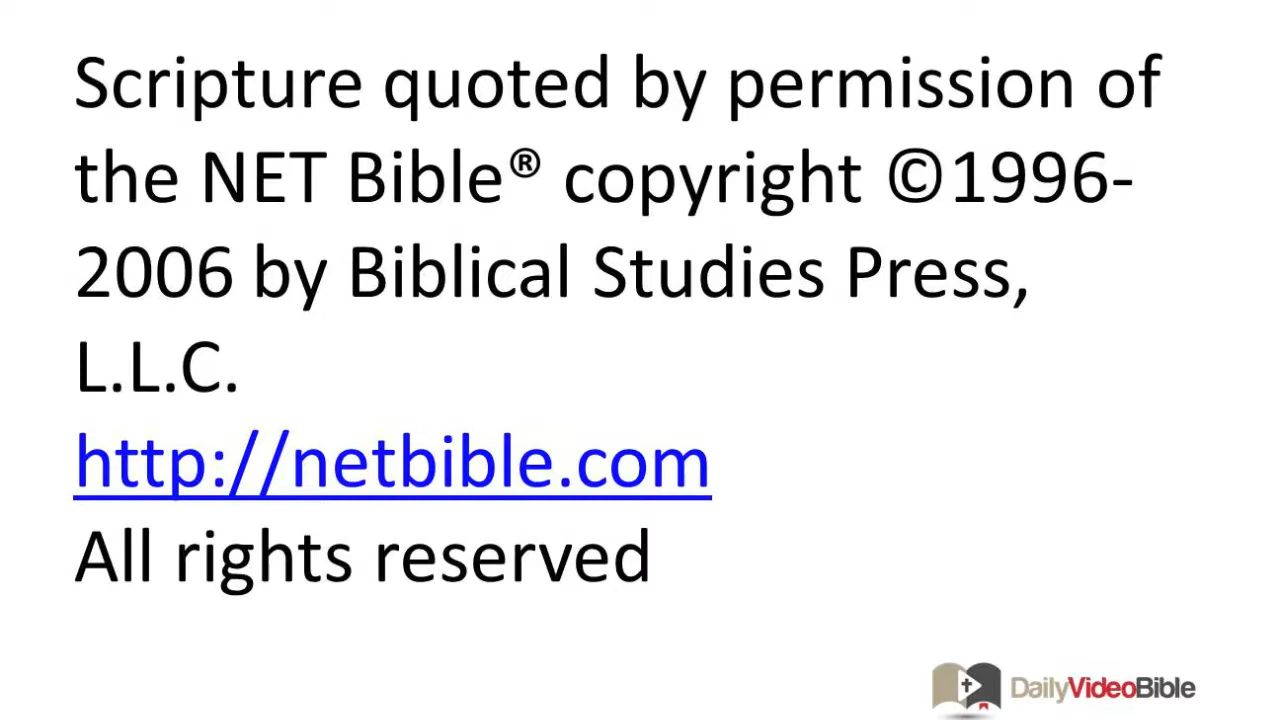 Scripture quoted by permission of
the NET Bible® copyright ©1996-
2006 by Biblical Studies Press,
L.L.C.
http://netbible.com
All rights reserved
DailyVideoBible